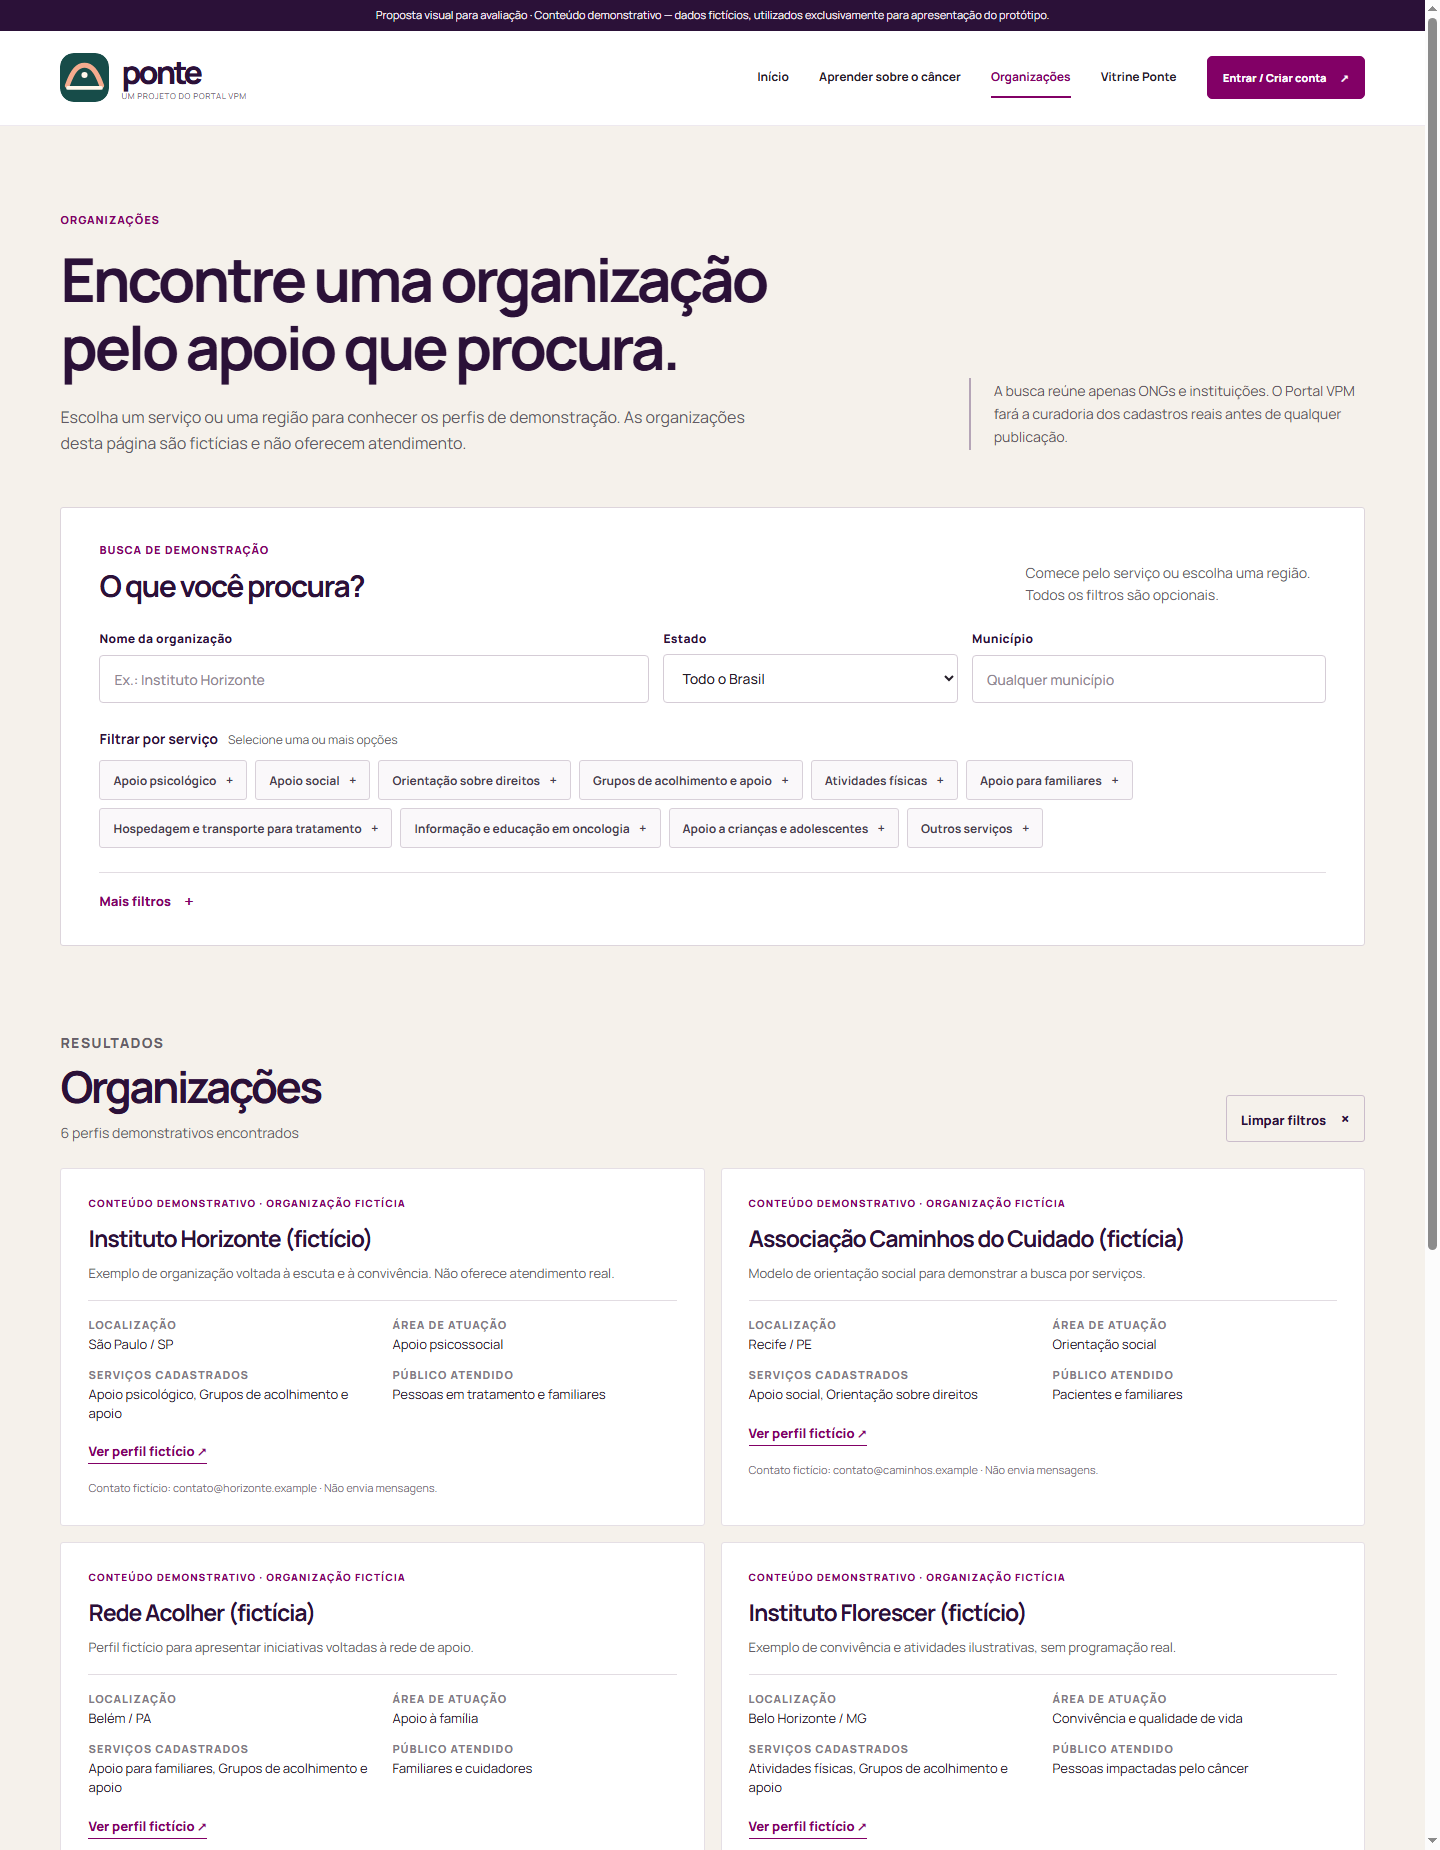 Proposta visual para avaliação · Conteúdo demonstrativo — dados fictícios, utilizados exclusivamente para apresentação do protótipo.
ponte
UM PROJETO DO PORTAL VPM
Início
Aprender sobre o câncer
Organizações
Vitrine Ponte
Entrar / Criar conta ↗
ORGANIZAÇÕES
Encontre uma organização
pelo apoio que procura.
Escolha um serviço ou uma região para conhecer os perfis de demonstração. As organizações
desta página são fictícias e não oferecem atendimento.
A busca reúne apenas ONGs e instituições. O Portal VPM
fará a curadoria dos cadastros reais antes de qualquer
publicação.
BUSCA DE DEMONSTRAÇÃO
O que você procura?
Comece pelo serviço ou escolha uma região.
Todos os filtros são opcionais.
Nome da organização
Estado
Município
Ex.: Instituto Horizonte
Todo o Brasil
Qualquer município
Filtrar por serviço Selecione uma ou mais opções
Apoio psicológico +
Apoio social +
Orientação sobre direitos +
Grupos de acolhimento e apoio +
Atividades físicas +
Apoio para familiares +
Hospedagem e transporte para tratamento +
Informação e educação em oncologia +
Apoio a crianças e adolescentes +
Outros serviços +
Mais filtros +
RESULTADOS
Organizações
6 perfis demonstrativos encontrados
Limpar filtros ×
CONTEÚDO DEMONSTRATIVO · ORGANIZAÇÃO FICTÍCIA
Instituto Horizonte (fictício)
Exemplo de organização voltada à escuta e à convivência. Não oferece atendimento real.
LOCALIZAÇÃO
São Paulo / SP
ÁREA DE ATUAÇÃO
Apoio psicossocial
SERVIÇOS CADASTRADOS
Apoio psicológico, Grupos de acolhimento e
apoio
PÚBLICO ATENDIDO
Pessoas em tratamento e familiares
Ver perfil fictício ↗
Contato fictício: contato@horizonte.example · Não envia mensagens.
CONTEÚDO DEMONSTRATIVO · ORGANIZAÇÃO FICTÍCIA
Associação Caminhos do Cuidado (fictícia)
Modelo de orientação social para demonstrar a busca por serviços.
LOCALIZAÇÃO
Recife / PE
ÁREA DE ATUAÇÃO
Orientação social
SERVIÇOS CADASTRADOS
Apoio social, Orientação sobre direitos
PÚBLICO ATENDIDO
Pacientes e familiares
Ver perfil fictício ↗
Contato fictício: contato@caminhos.example · Não envia mensagens.
CONTEÚDO DEMONSTRATIVO · ORGANIZAÇÃO FICTÍCIA
Rede Acolher (fictícia)
Perfil fictício para apresentar iniciativas voltadas à rede de apoio.
LOCALIZAÇÃO
Belém / PA
ÁREA DE ATUAÇÃO
Apoio à família
SERVIÇOS CADASTRADOS
Apoio para familiares, Grupos de acolhimento e
apoio
PÚBLICO ATENDIDO
Familiares e cuidadores
Ver perfil fictício ↗
CONTEÚDO DEMONSTRATIVO · ORGANIZAÇÃO FICTÍCIA
Instituto Florescer (fictício)
Exemplo de convivência e atividades ilustrativas, sem programação real.
LOCALIZAÇÃO
Belo Horizonte / MG
ÁREA DE ATUAÇÃO
Convivência e qualidade de vida
SERVIÇOS CADASTRADOS
Atividades físicas, Grupos de acolhimento e
apoio
PÚBLICO ATENDIDO
Pessoas impactadas pelo câncer
Ver perfil fictício ↗